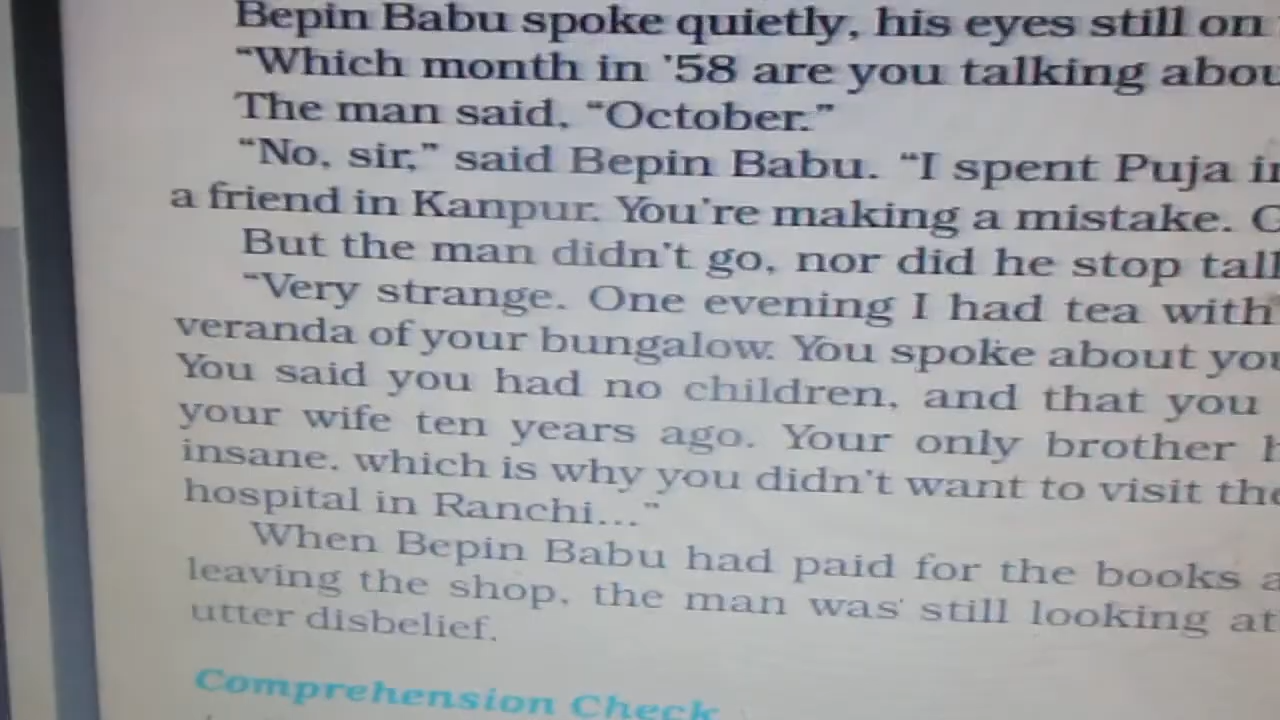 Bepin Babu spoke quietly, his eyes still on
“Which month in ’58 are you talking abou
The man said, “October.”
“No, sir,” said Bepin Babu. “I spent Puja in
a friend in Kanpur. You’re making a mistake.
But the man didn’t go, nor did he stop tall
“Very strange. One evening I had tea with
veranda of your bungalow. You spoke about you
You said you had no children, and that you
your wife ten years ago. Your only brother
insane, which is why you didn’t want to visit the
hospital in Ranchi...”
When Bepin Babu had paid for the books a
leaving the shop, the man was still looking at
utter disbelief.
Comprehension Check